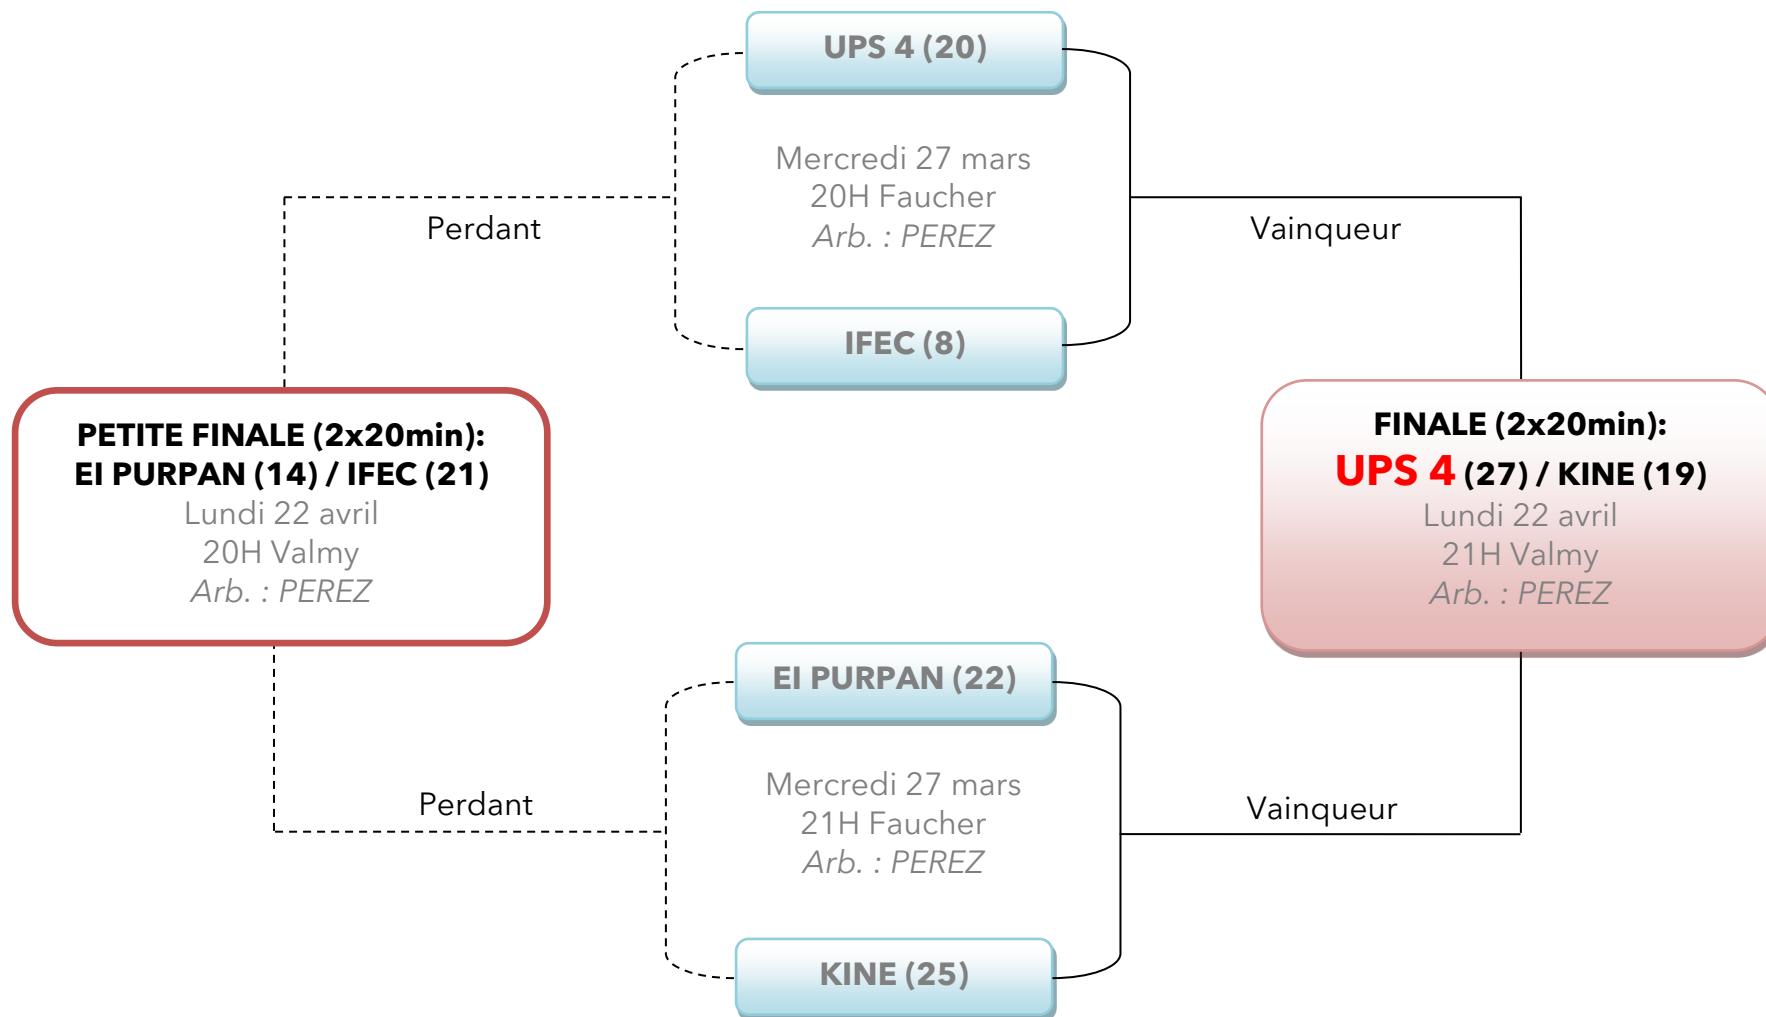 UPS 4 (20)
Mercredi 27 mars
20H Faucher
Arb. : PEREZ
Perdant
Vainqueur
IFEC (8)
PETITE FINALE (2x20min):
EI PURPAN (14) / IFEC (21)
Lundi 22 avril
20H Valmy
Arb. : PEREZ
FINALE (2x20min):
UPS 4 (27) / KINE (19)
Lundi 22 avril
21H Valmy
Arb. : PEREZ
EI PURPAN (22)
Mercredi 27 mars
21H Faucher
Arb. : PEREZ
Perdant
Vainqueur
KINE (25)